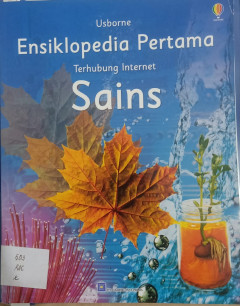 Usborne
Ensiklopedia Pertama
Terhubung Internet
Sains